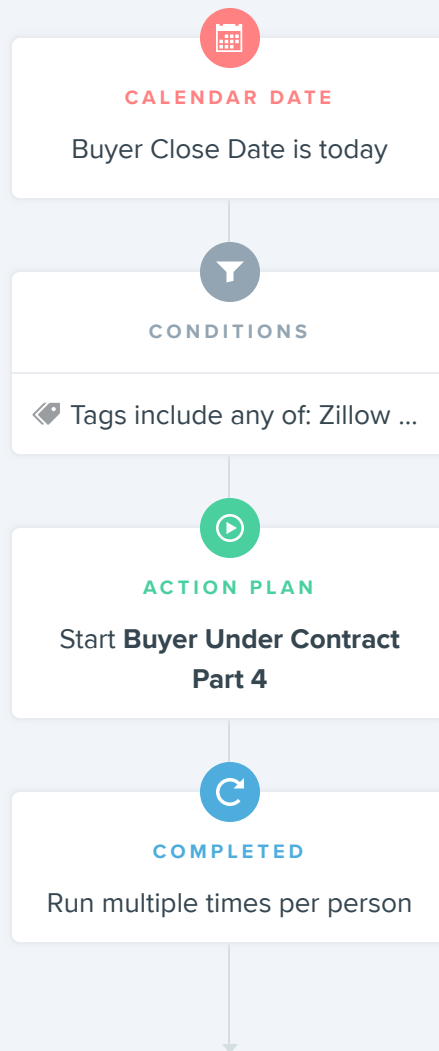 CALENDAR DATE
Buyer Close Date is today
CONDITIONS
Tags include any of: Zillow ...
ACTION PLAN
Start Buyer Under Contract
Part 4
COMPLETED
Run multiple times per person